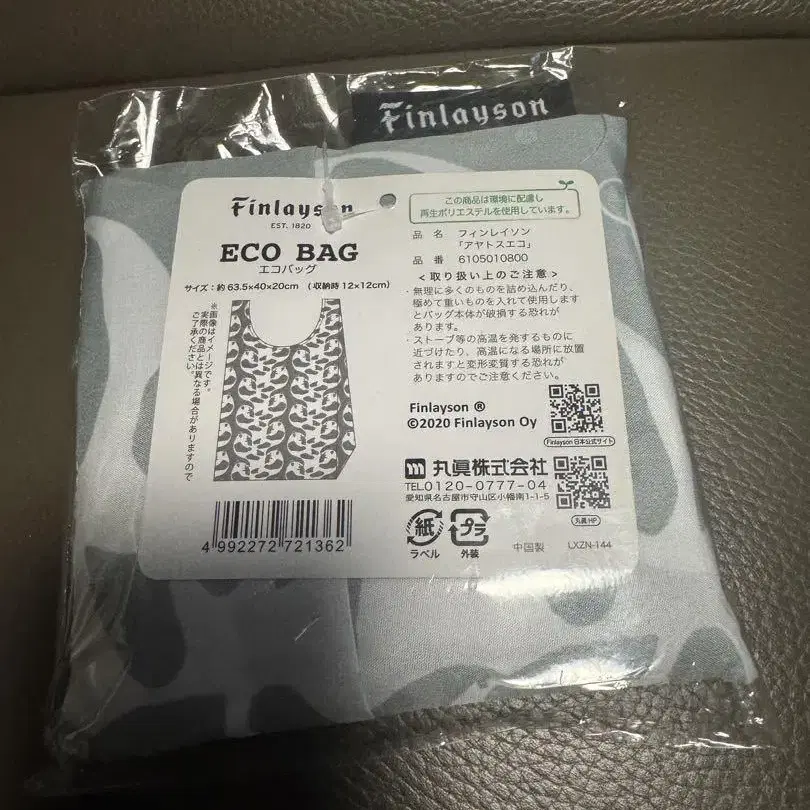 Finlayson
Finlayson
EST. 1820
ECO BAG
エコバッグ
サイズ:約 63.5×40×20cm (収納時 12×12cm)
※画像はイメージです。
実際の商品とは異なる場合がありますので
ご了承ください。
4 992272 721362
この商品は環境に配慮し
再生ポリエステルを使用しています。
品 名 フィンレイソン
「アヤトスエコ」
品 番 6105010800
<取り扱い上のご注意>
・無理に多くのものを詰め込んだり、
極めて重いものを入れて使用しますと
バッグ本体が破損する恐れが
あります。
・ストーブ等の高温を発するものに
近づけたり、高温になる場所に放置
されますと変形変質する恐れが
ありますのでご注意ください。
Finlayson ®
©2020 Finlayson Oy
Finlayson 日本公式サイト
丸眞株式会社
TEL0120-0777-04
愛知県名古屋市守山区小幡南1-1-5
丸眞HP
紙
ラベル
プラ
外装
中国製
LXZN-144